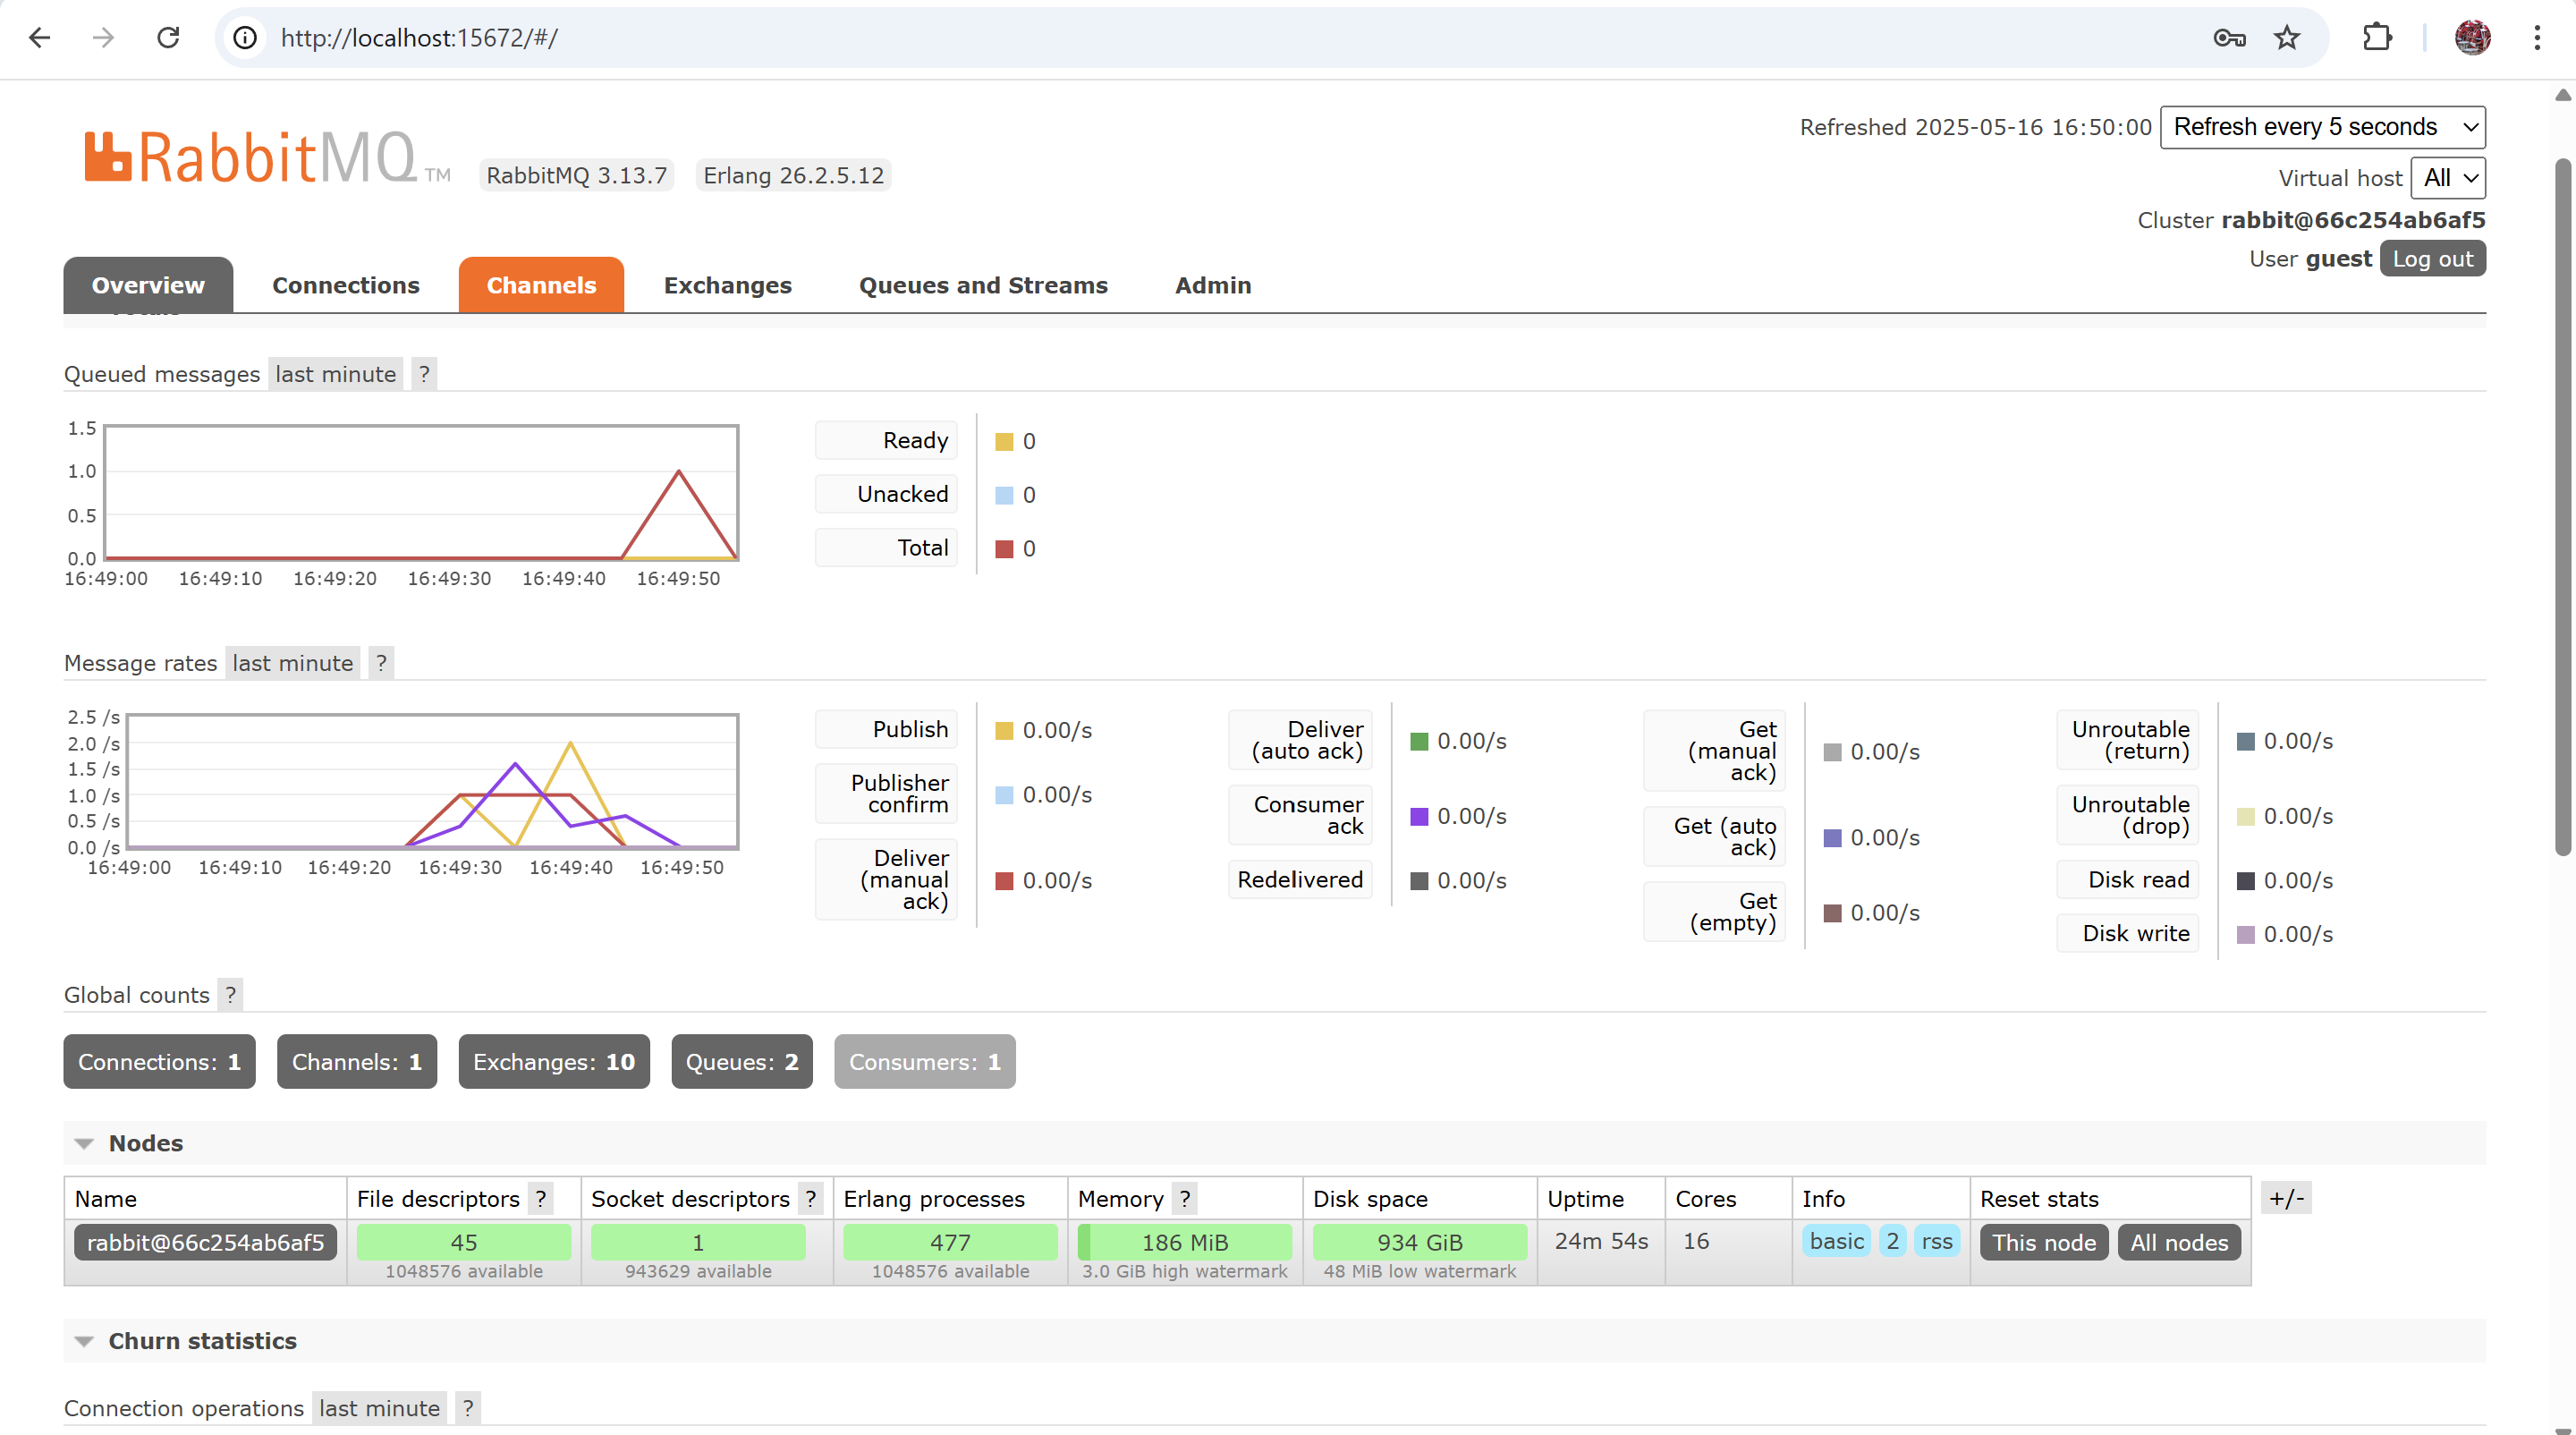 http://localhost:15672/#/
RabbitMQ TM RabbitMQ 3.13.7 Erlang 26.2.5.12
Refreshed 2025-05-16 16:50:00 Refresh every 5 seconds
Virtual host All
Cluster rabbit@66c254ab6af5
User guest Log out
Overview Connections Channels Exchanges Queues and Streams Admin
Queued messages last minute ?
1.5
1.0
0.5
0.0
16:49:00 16:49:10 16:49:20 16:49:30 16:49:40 16:49:50
Ready 0
Unacked 0
Total 0
Message rates last minute ?
2.5 /s
2.0 /s
1.5 /s
1.0 /s
0.5 /s
0.0 /s
16:49:00 16:49:10 16:49:20 16:49:30 16:49:40 16:49:50
Publish 0.00/s
Publisher
confirm 0.00/s
Deliver
(manual
ack) 0.00/s
Deliver
(auto ack) 0.00/s
Consumer
ack 0.00/s
Redelivered 0.00/s
Get
(manual
ack) 0.00/s
Get (auto
ack) 0.00/s
Get
(empty) 0.00/s
Unroutable
(return) 0.00/s
Unroutable
(drop) 0.00/s
Disk read 0.00/s
Disk write 0.00/s
Global counts ?
Connections: 1 Channels: 1 Exchanges: 10 Queues: 2 Consumers: 1
Nodes
Name File descriptors ? Socket descriptors ? Erlang processes Memory ? Disk space Uptime Cores Info Reset stats +/-
rabbit@66c254ab6af5 45 1 477 186 MiB 934 GiB 24m 54s 16 basic 2 rss This node All nodes
1048576 available 943629 available 1048576 available 3.0 GiB high watermark 48 MiB low watermark
Churn statistics
Connection operations last minute ?